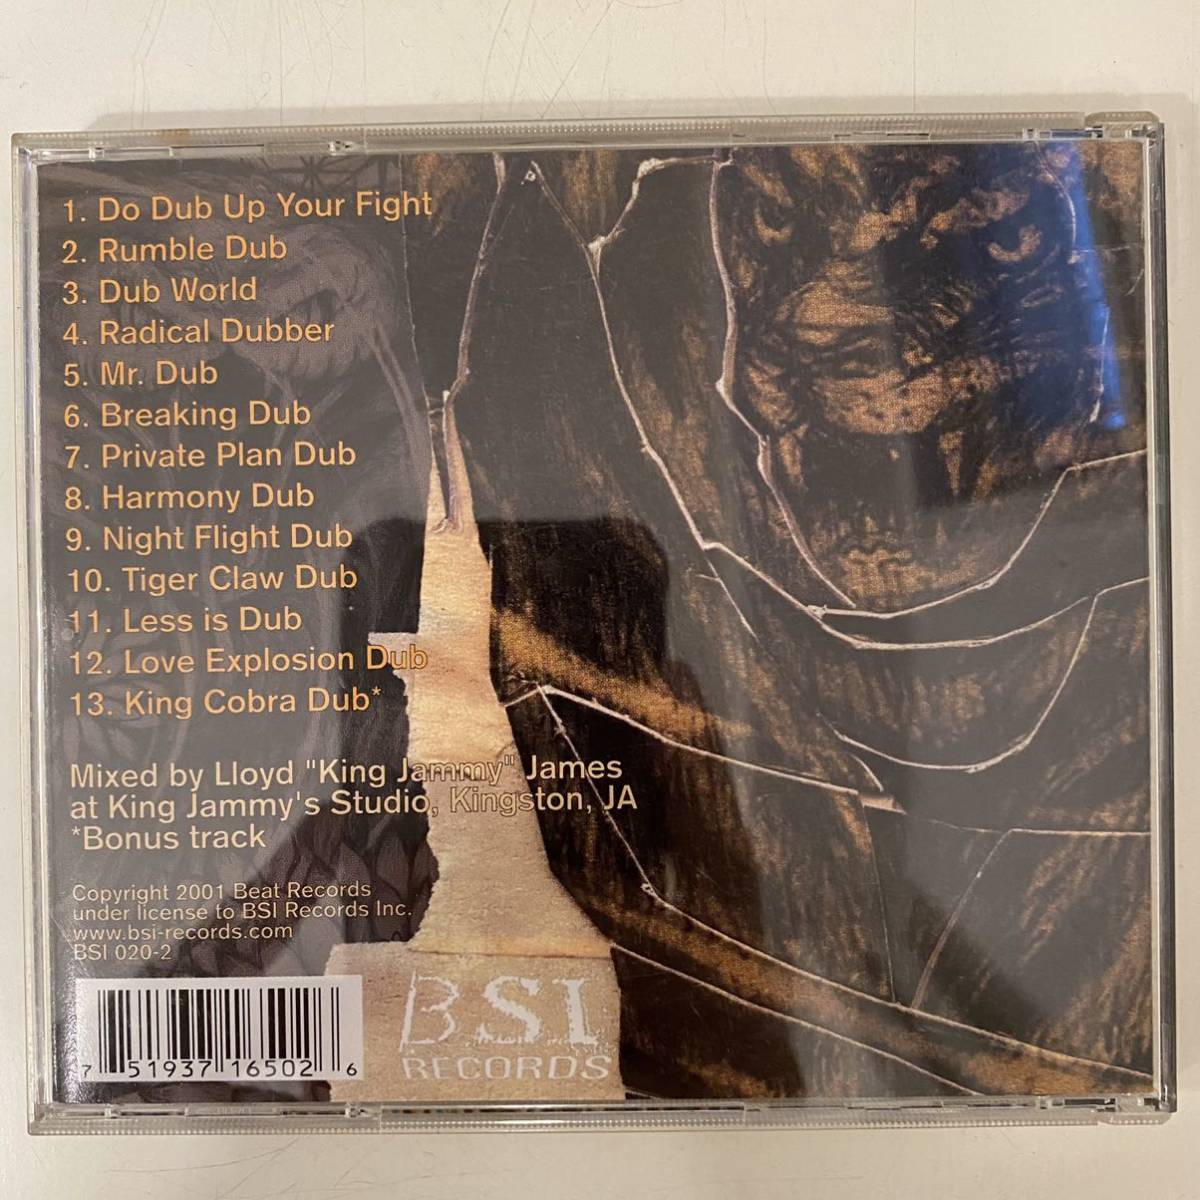 1. Do Dub Up Your Fight
2. Rumble Dub
3. Dub World
4. Radical Dubber
5. Mr. Dub
6. Breaking Dub
7. Private Plan Dub
8. Harmony Dub
9. Night Flight Dub
10. Tiger Claw Dub
11. Less is Dub
12. Love Explosion Dub
13. King Cobra Dub*
Mixed by Lloyd "King Jammy" James
at King Jammy's Studio, Kingston, JA
*Bonus track
Copyright 2001 Beat Records
under license to BSI Records Inc.
www.bsi-records.com
BSI 020-2
7 51937 16502 6
BSI
RECORDS